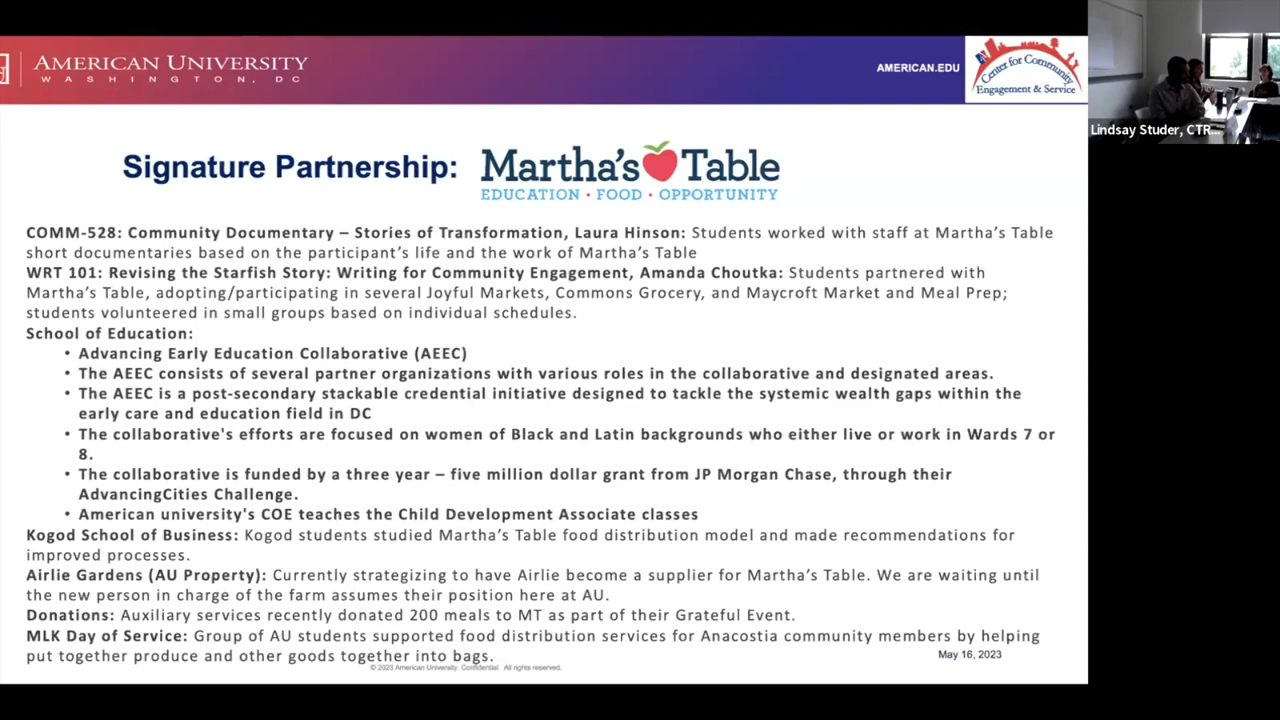 AMERICAN UNIVERSITY
WASHINGTON, DC
AMERICAN.EDU
Center for Community
Engagement & Service
Lindsay Studer, CTR...
Signature Partnership:
Martha's Table
EDUCATION • FOOD • OPPORTUNITY
COMM-528: Community Documentary – Stories of Transformation, Laura Hinson: Students worked with staff at Martha's Table
short documentaries based on the participant's life and the work of Martha's Table
WRT 101: Revising the Starfish Story: Writing for Community Engagement, Amanda Choutka: Students partnered with
Martha's Table, adopting/participating in several Joyful Markets, Commons Grocery, and Maycroft Market and Meal Prep;
students volunteered in small groups based on individual schedules.
School of Education:
• Advancing Early Education Collaborative (AEEC)
• The AEEC consists of several partner organizations with various roles in the collaborative and designated areas.
• The AEEC is a post-secondary stackable credential initiative designed to tackle the systemic wealth gaps within the
early care and education field in DC
• The collaborative's efforts are focused on women of Black and Latin backgrounds who either live or work in Wards 7 or
8.
• The collaborative is funded by a three year – five million dollar grant from JP Morgan Chase, through their
AdvancingCities Challenge.
• American university's COE teaches the Child Development Associate classes
Kogod School of Business: Kogod students studied Martha's Table food distribution model and made recommendations for
improved processes.
Airlie Gardens (AU Property): Currently strategizing to have Airlie become a supplier for Martha's Table. We are waiting until
the new person in charge of the farm assumes their position here at AU.
Donations: Auxiliary services recently donated 200 meals to MT as part of their Grateful Event.
MLK Day of Service: Group of AU students supported food distribution services for Anacostia community members by helping
put together produce and other goods together into bags.
May 16, 2023
© 2023 American University. Confidential. All rights reserved.